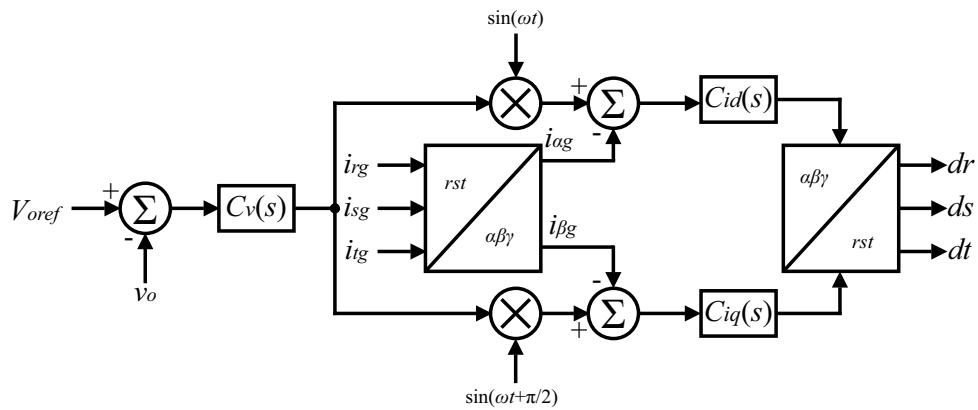 sin(ωt)
+
Σ
Cid(s)
-
iαg
irg
rst
αβγ
dr
+
Voref
Σ
Cv(s)
isg
ds
-
αβγ
rst
iβg
itg
dt
vo
-
Σ
Ciq(s)
+
sin(ωt+π/2)